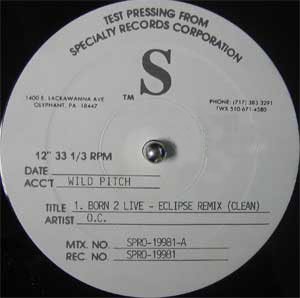 TEST PRESSING FROM
SPECIALTY RECORDS CORPORATION
S
TM
1400 E. LACKAWANNA AVE
OLYPHANT, PA. 18447
PHONE: (717) 383 3291
TWX 510-671-4580
12" 33 1/3 RPM
DATE
ACC'T WILD PITCH
TITLE 1. BORN 2 LIVE - ECLIPSE REMIX (CLEAN)
ARTIST O.C.
MTX. NO. SPRO-19981-A
REC. NO. SPRO-19981